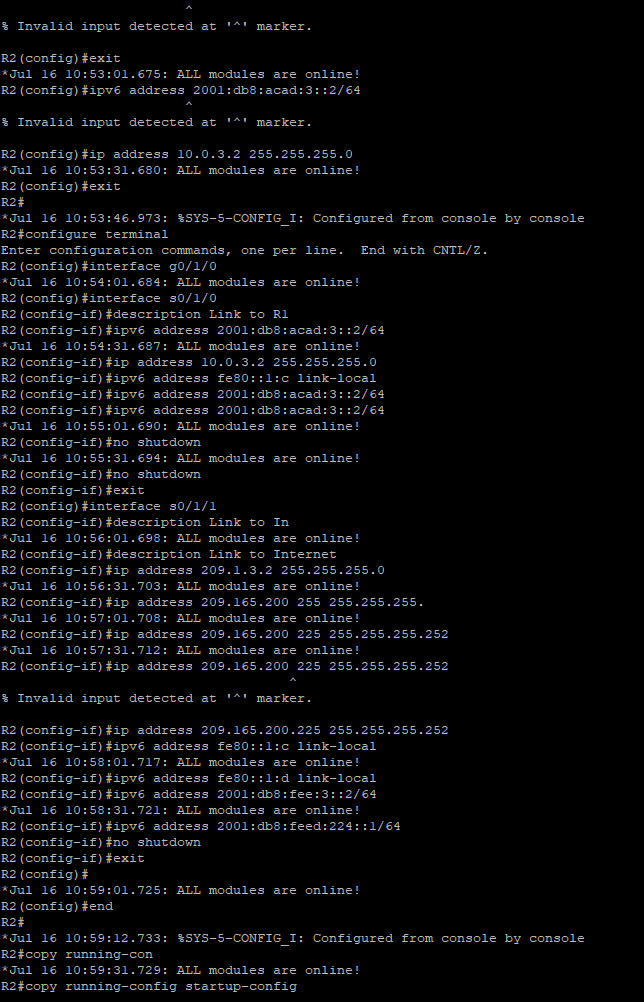 ^
% Invalid input detected at '^' marker.
R2(config)#exit
*Jul 16 10:53:01.675: ALL modules are online!
R2(config)#ipv6 address 2001:db8:acad:3::2/64
^
% Invalid input detected at '^' marker.
R2(config)#ip address 10.0.3.2 255.255.255.0
*Jul 16 10:53:31.680: ALL modules are online!
R2(config)#exit
R2#
*Jul 16 10:53:46.973: %SYS-5-CONFIG_I: Configured from console by console
R2#configure terminal
Enter configuration commands, one per line.  End with CNTL/Z.
R2(config)#interface g0/1/0
*Jul 16 10:54:01.684: ALL modules are online!
R2(config)#interface s0/1/0
R2(config-if)#description Link to R1
R2(config-if)#ipv6 address 2001:db8:acad:3::2/64
*Jul 16 10:54:31.687: ALL modules are online!
R2(config-if)#ip address 10.0.3.2 255.255.255.0
R2(config-if)#ipv6 address fe80::1:c link-local
R2(config-if)#ipv6 address 2001:db8:acad:3::2/64
R2(config-if)#ipv6 address 2001:db8:acad:3::2/64
*Jul 16 10:55:01.690: ALL modules are online!
R2(config-if)#no shutdown
*Jul 16 10:55:31.694: ALL modules are online!
R2(config-if)#no shutdown
R2(config-if)#exit
R2(config)#interface s0/1/1
R2(config-if)#description Link to In
*Jul 16 10:56:01.698: ALL modules are online!
R2(config-if)#description Link to Internet
R2(config-if)#ip address 209.1.3.2 255.255.255.0
*Jul 16 10:56:31.703: ALL modules are online!
R2(config-if)#ip address 209.165.200 255 255.255.255.
*Jul 16 10:57:01.708: ALL modules are online!
R2(config-if)#ip address 209.165.200 225 255.255.255.252
*Jul 16 10:57:31.712: ALL modules are online!
R2(config-if)#ip address 209.165.200 225 255.255.255.252
^
% Invalid input detected at '^' marker.
R2(config-if)#ip address 209.165.200.225 255.255.255.252
R2(config-if)#ipv6 address fe80::1:c link-local
*Jul 16 10:58:01.717: ALL modules are online!
R2(config-if)#ipv6 address fe80::1:d link-local
R2(config-if)#ipv6 address 2001:db8:fee:3::2/64
*Jul 16 10:58:31.721: ALL modules are online!
R2(config-if)#ipv6 address 2001:db8:feed:224::1/64
R2(config-if)#no shutdown
R2(config-if)#exit
R2(config)#
*Jul 16 10:59:01.725: ALL modules are online!
R2(config)#end
R2#
*Jul 16 10:59:12.733: %SYS-5-CONFIG_I: Configured from console by console
R2#copy running-con
*Jul 16 10:59:31.729: ALL modules are online!
R2#copy running-config startup-config